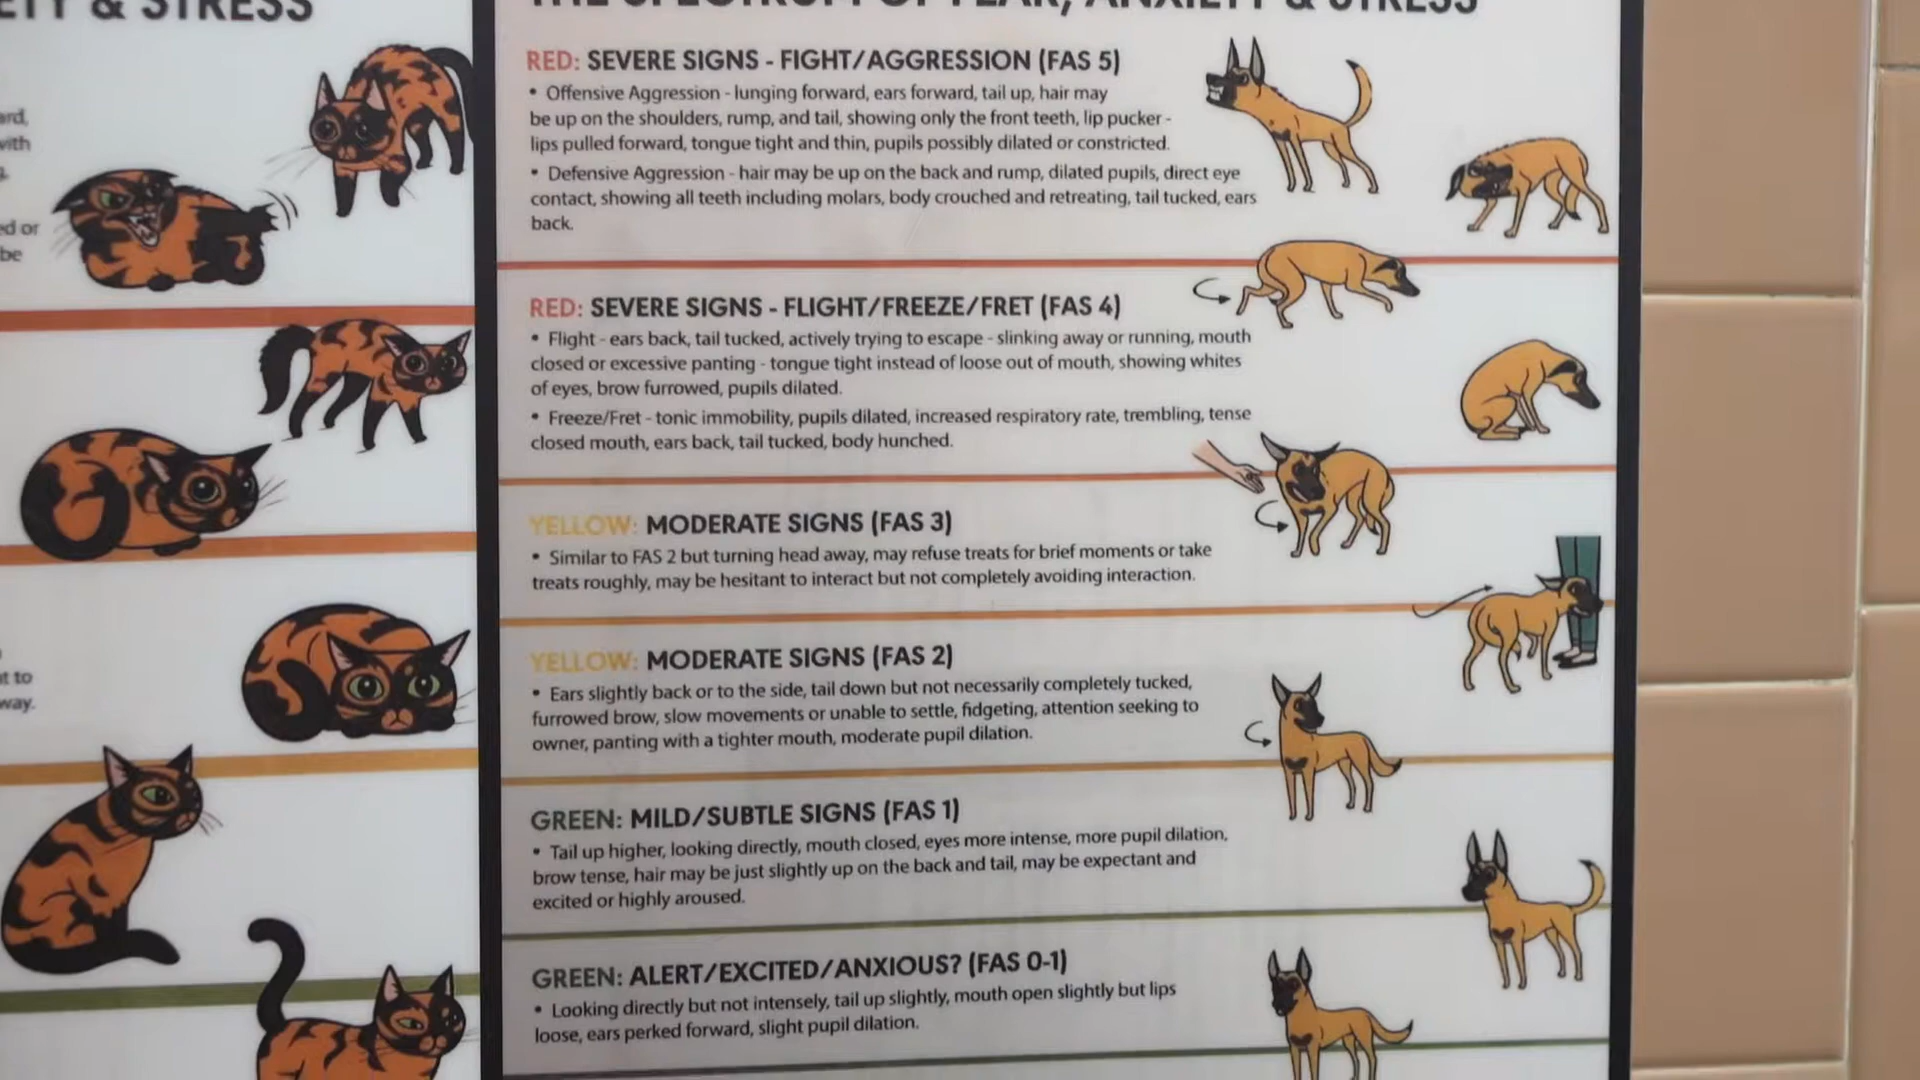 & STRESS
ed or
be
THE SPECTRUM OF FEAR, ANXIETY & STRESS
RED: SEVERE SIGNS - FIGHT/AGGRESSION (FAS 5)
• Offensive Aggression - lunging forward, ears forward, tail up, hair may
be up on the shoulders, rump, and tail, showing only the front teeth, lip pucker -
lips pulled forward, tongue tight and thin, pupils possibly dilated or constricted.
• Defensive Aggression - hair may be up on the back and rump, dilated pupils, direct eye
contact, showing all teeth including molars, body crouched and retreating, tail tucked, ears
back.
RED: SEVERE SIGNS - FLIGHT/FREEZE/FRET (FAS 4)
• Flight - ears back, tail tucked, actively trying to escape - slinking away or running, mouth
closed or excessive panting - tongue tight instead of loose out of mouth, showing whites
of eyes, brow furrowed, pupils dilated.
• Freeze/Fret - tonic immobility, pupils dilated, increased respiratory rate, trembling, tense
closed mouth, ears back, tail tucked, body hunched.
YELLOW: MODERATE SIGNS (FAS 3)
• Similar to FAS 2 but turning head away, may refuse treats for brief moments or take
treats roughly, may be hesitant to interact but not completely avoiding interaction.
YELLOW: MODERATE SIGNS (FAS 2)
• Ears slightly back or to the side, tail down but not necessarily completely tucked,
furrowed brow, slow movements or unable to settle, fidgeting, attention seeking to
owner, panting with a tighter mouth, moderate pupil dilation.
GREEN: MILD/SUBTLE SIGNS (FAS 1)
• Tail up higher, looking directly, mouth closed, eyes more intense, more pupil dilation,
brow tense, hair may be just slightly up on the back and tail, may be expectant and
excited or highly aroused.
GREEN: ALERT/EXCITED/ANXIOUS? (FAS 0-1)
• Looking directly but not intensely, tail up slightly, mouth open slightly but lips
loose, ears perked forward, slight pupil dilation.